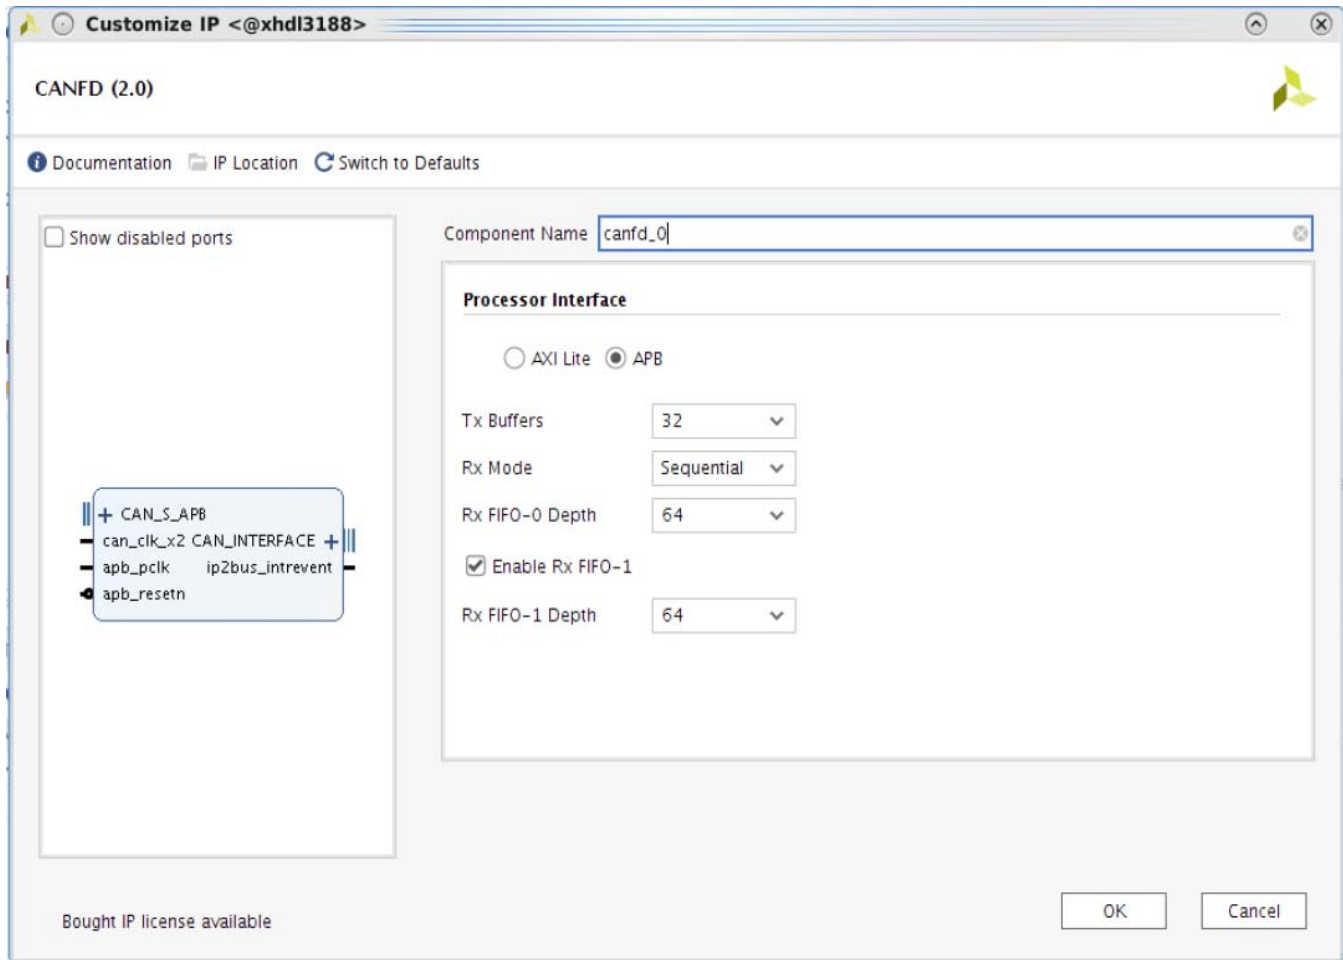 Customize IP <@xhdl3188>
CANFD (2.0)
Documentation IP Location Switch to Defaults
Show disabled ports
CAN_S_APB
can_clk_x2 CAN_INTERFACE
apb_pclk ip2bus_intrevent
apb_resetn
Component Name canfd_0
Processor Interface
AXI Lite APB
Tx Buffers 32
Rx Mode Sequential
Rx FIFO-0 Depth 64
Enable Rx FIFO-1
Rx FIFO-1 Depth 64
Bought IP license available
OK Cancel